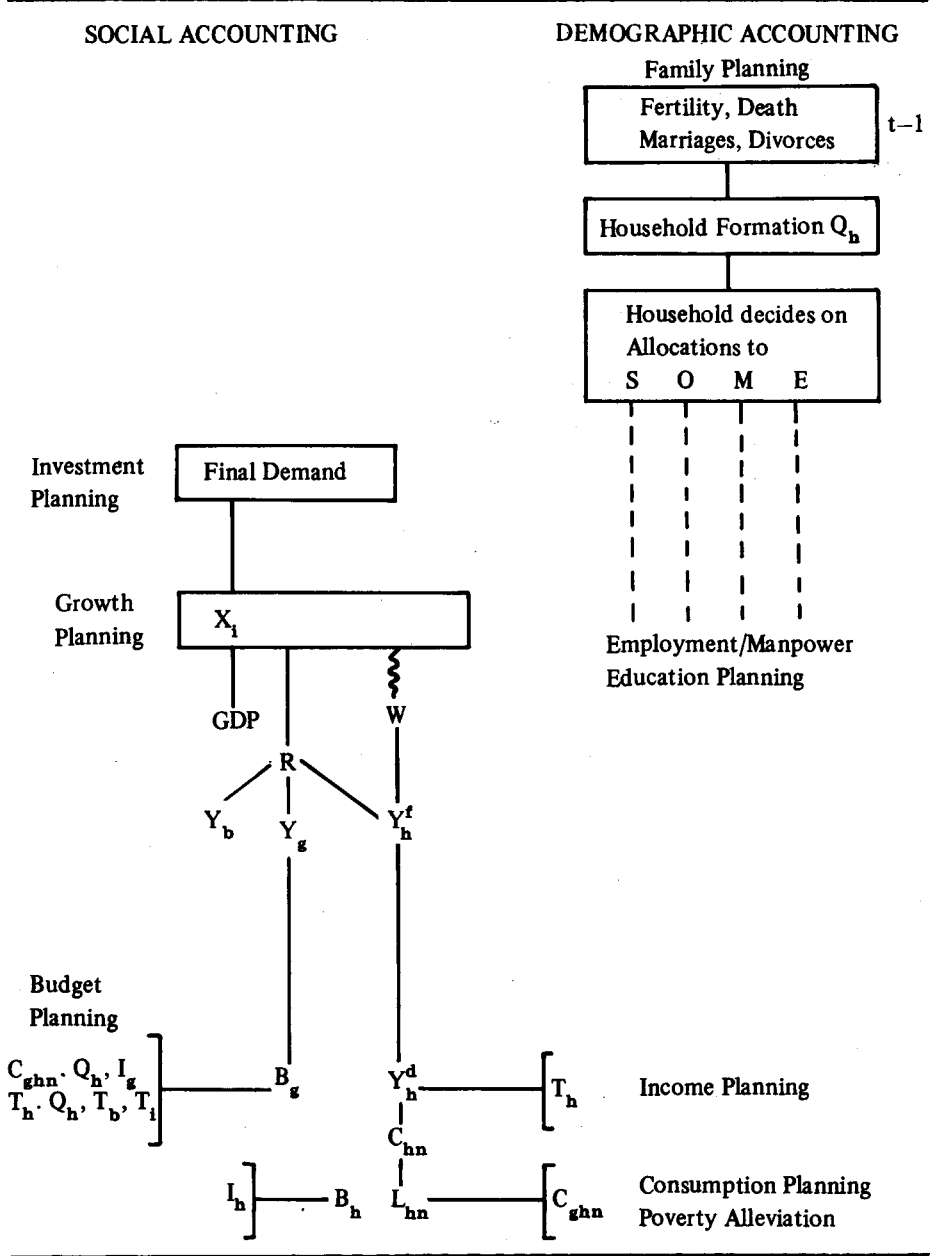 SOCIAL ACCOUNTING
DEMOGRAPHIC ACCOUNTING
Family Planning
Fertility, Death
Marriages, Divorces
t–1
Household Formation Q_h
Household decides on
Allocations to
S O M E
Employment/Manpower
Education Planning
Investment
Planning
Final Demand
Growth
Planning
X_i
GDP
W
R
Y_b
Y_g
Y_h^f
Budget
Planning
C_ghn. Q_h, I_g
T_h. Q_h, T_b, T_i
B_g
Y_h^d
T_h
Income Planning
C_hn
I_h
B_h
L_hn
C_ghn
Consumption Planning
Poverty Alleviation